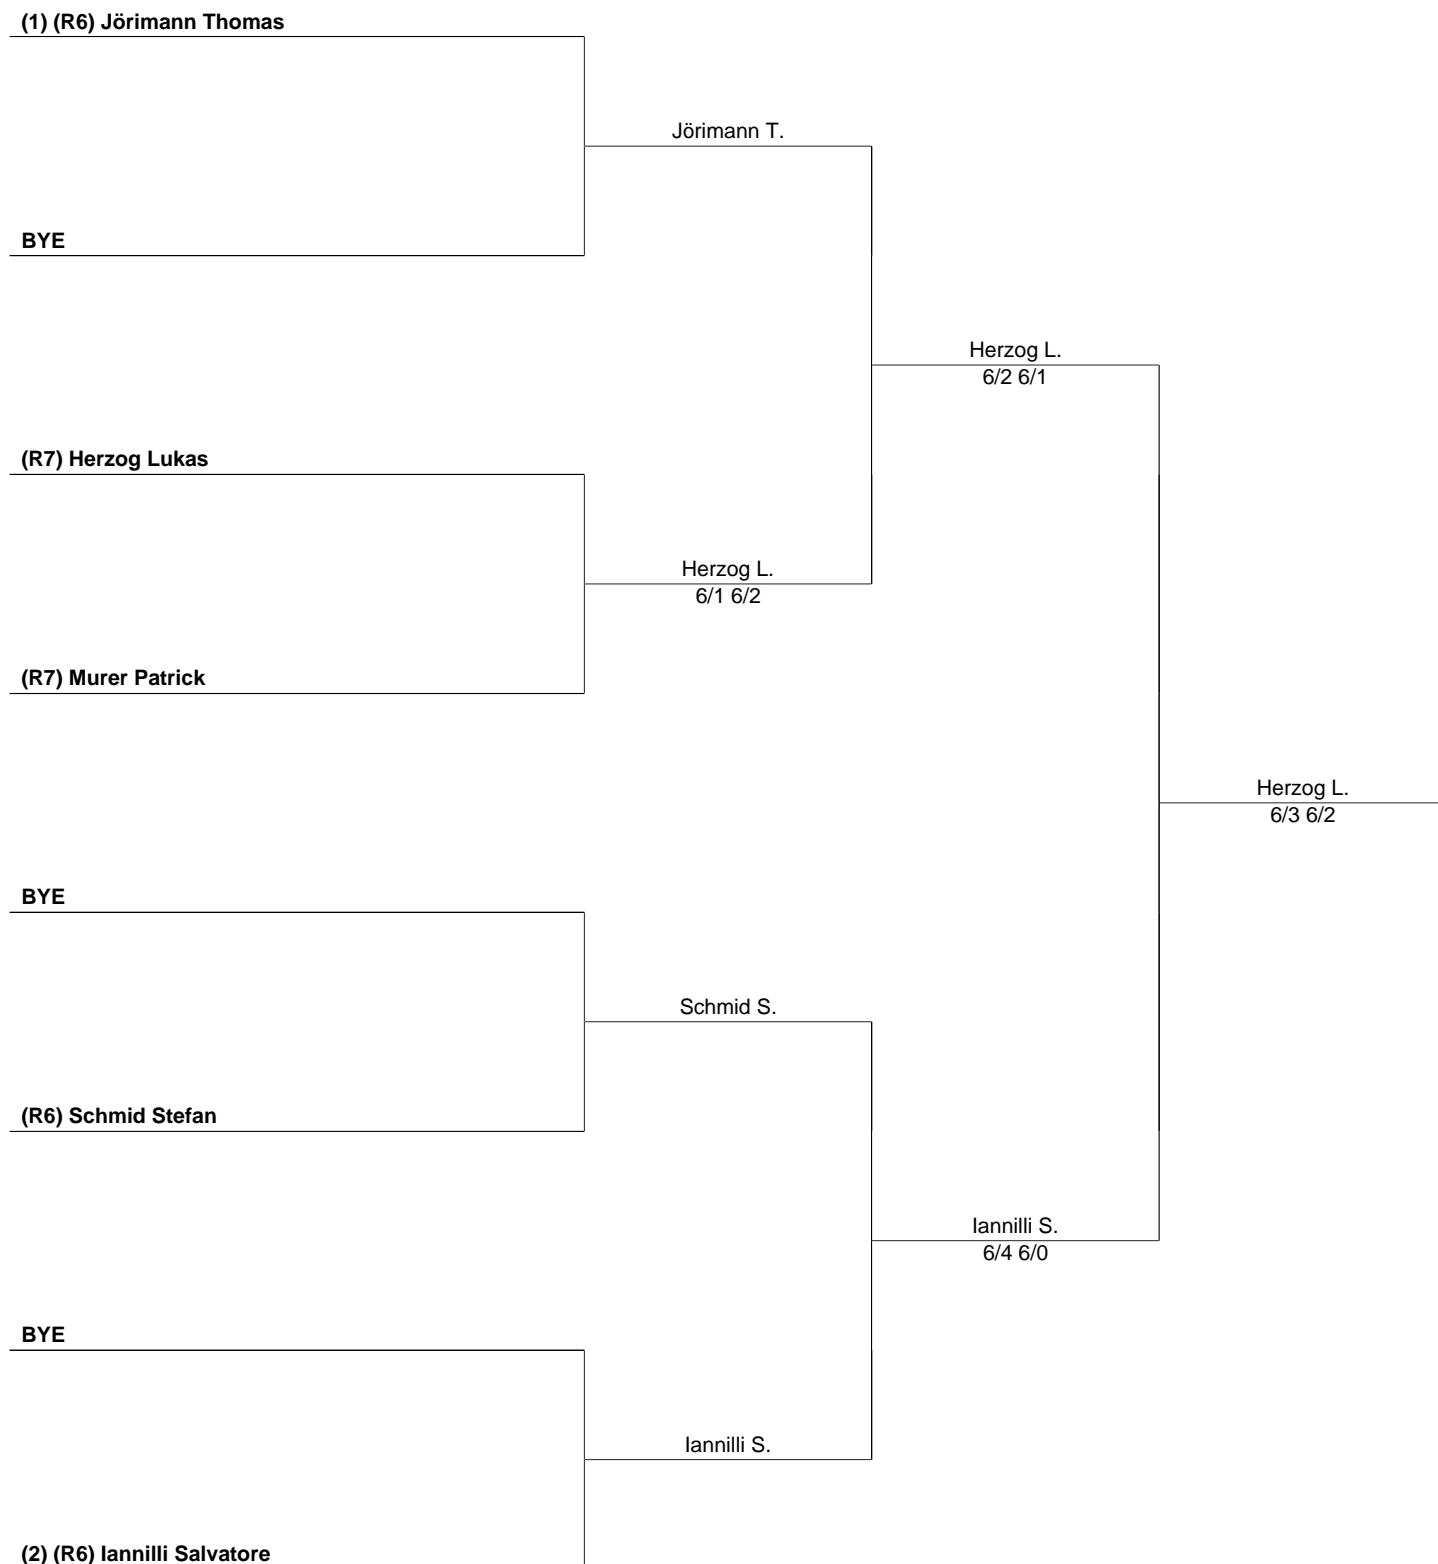 (1) (R6) Jörimann Thomas
Jörimann T.
BYE
Herzog L.
6/2 6/1
(R7) Herzog Lukas
Herzog L.
6/1 6/2
(R7) Murer Patrick
Herzog L.
6/3 6/2
BYE
Schmid S.
(R6) Schmid Stefan
Iannilli S.
6/4 6/0
BYE
Iannilli S.
(2) (R6) Iannilli Salvatore